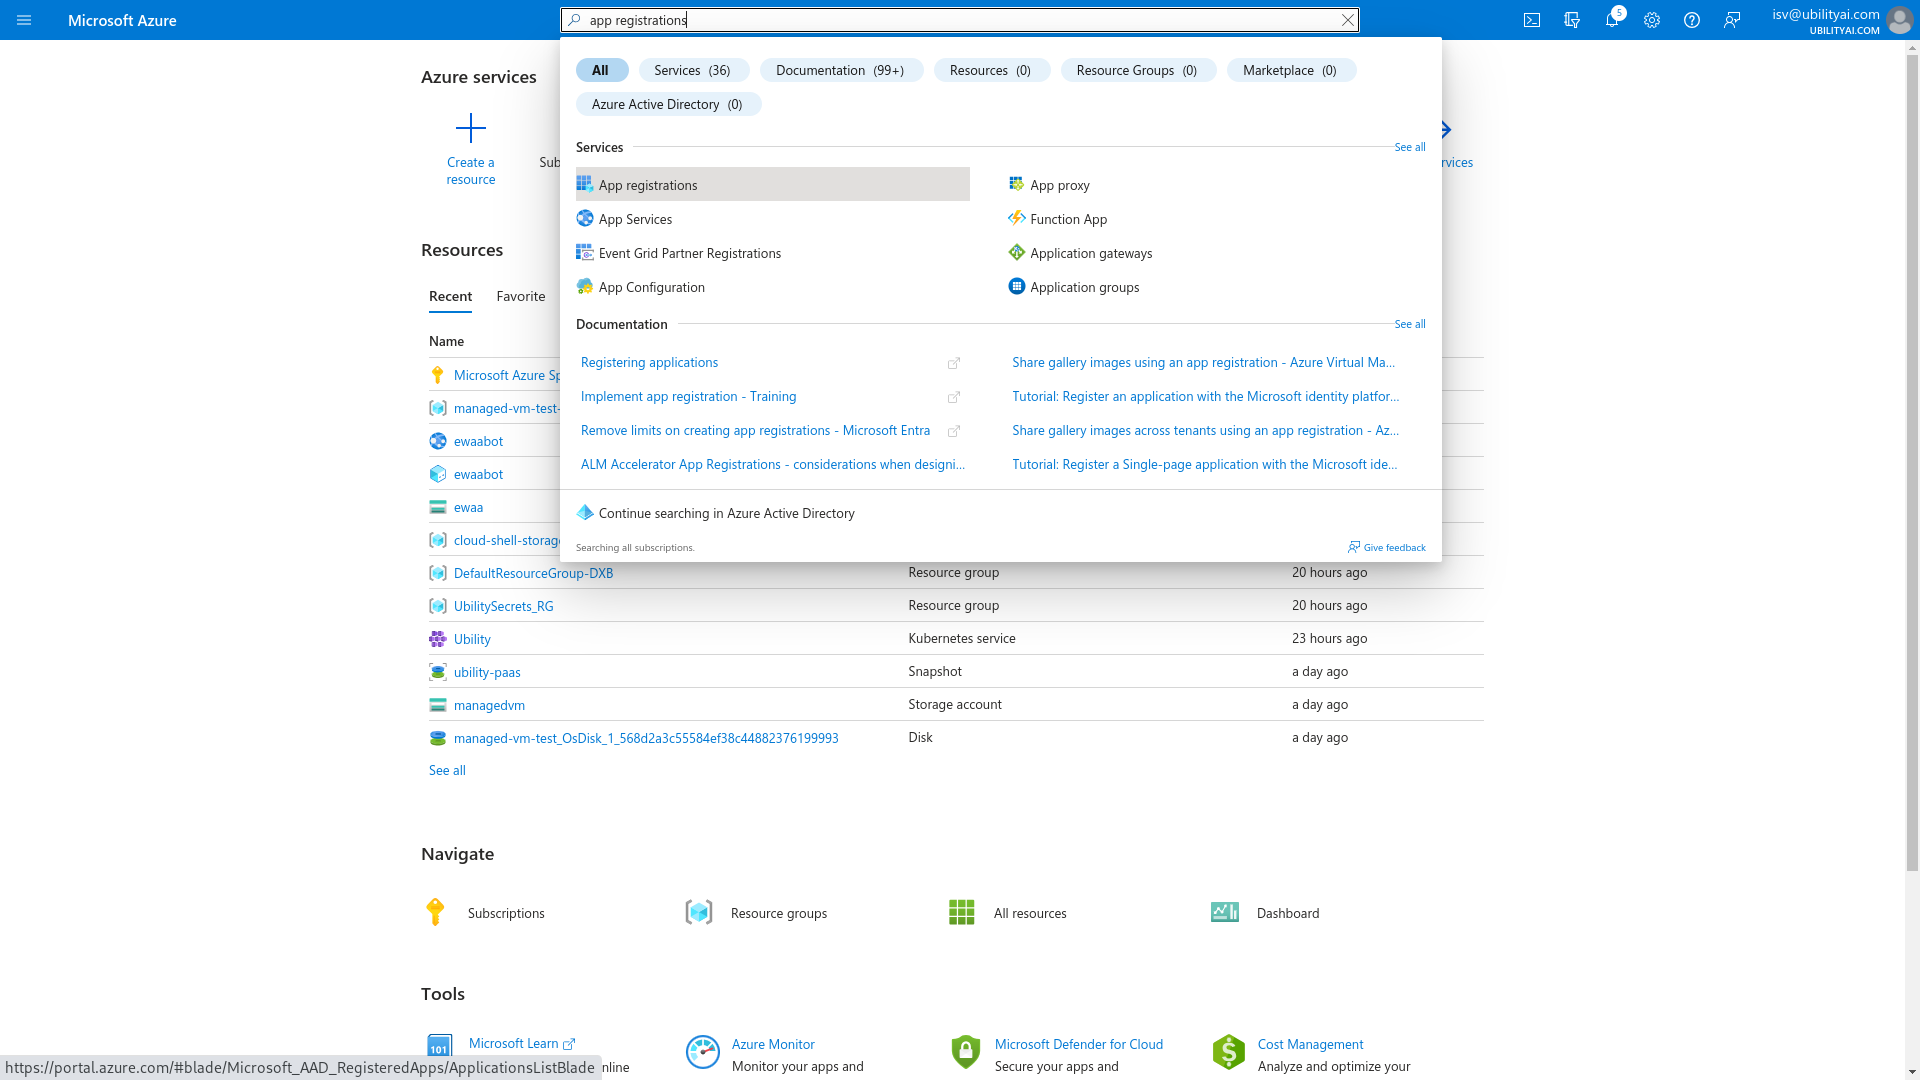 Microsoft Azure
app registrations
5
isv@ubilityai.com
UBILITYAI.COM
All
Services (36)
Documentation (99+)
Resources (0)
Resource Groups (0)
Marketplace (0)
Azure Active Directory (0)
Azure services
Create a
resource
Sub
rvices
Services
See all
App registrations
App proxy
App Services
Function App
Event Grid Partner Registrations
Application gateways
App Configuration
Application groups
Documentation
See all
Registering applications
Share gallery images using an app registration - Azure Virtual Ma...
Implement app registration - Training
Tutorial: Register an application with the Microsoft identity platfor...
Remove limits on creating app registrations - Microsoft Entra
Share gallery images across tenants using an app registration - Az...
ALM Accelerator App Registrations - considerations when designi...
Tutorial: Register a Single-page application with the Microsoft ide...
Continue searching in Azure Active Directory
Searching all subscriptions.
Give feedback
Resources
Recent
Favorite
Name
Microsoft Azure Sp
managed-vm-test-
ewaabot
ewaabot
ewaa
cloud-shell-storage
DefaultResourceGroup-DXB
Resource group
20 hours ago
UbilitySecrets_RG
Resource group
20 hours ago
Ubility
Kubernetes service
23 hours ago
ubility-paas
Snapshot
a day ago
managedvm
Storage account
a day ago
managed-vm-test_OsDisk_1_568d2a3c55584ef38c44882376199993
Disk
a day ago
See all
Navigate
Subscriptions
Resource groups
All resources
Dashboard
Tools
101
Microsoft Learn
nline
Azure Monitor
Monitor your apps and
Microsoft Defender for Cloud
Secure your apps and
Cost Management
Analyze and optimize your
https://portal.azure.com/#blade/Microsoft_AAD_RegisteredApps/ApplicationsListBlade